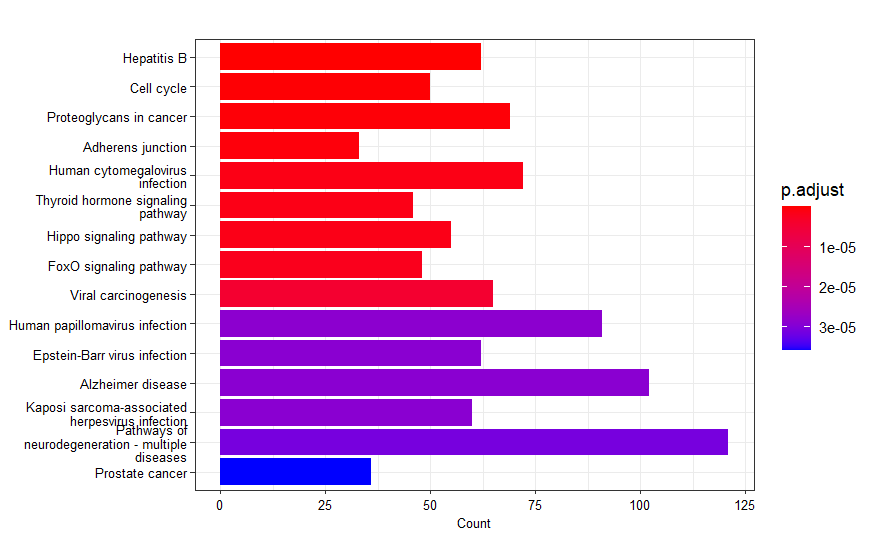 Hepatitis B
Cell cycle
Proteoglycans in cancer
Adherens junction
Human cytomegalovirus
infection
Thyroid hormone signaling
pathway
Hippo signaling pathway
FoxO signaling pathway
Viral carcinogenesis
Human papillomavirus infection
Epstein-Barr virus infection
Alzheimer disease
Kaposi sarcoma-associated
herpesvirus infection
Pathways of
neurodegeneration - multiple
diseases
Prostate cancer
0 25 50 75 100 125
Count
p.adjust
1e-05
2e-05
3e-05